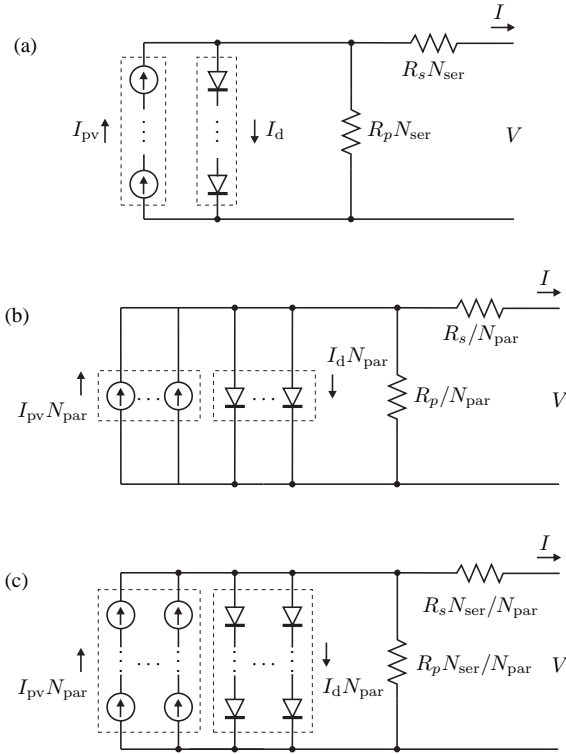 (a)
I
R_s N_ser
I_pv
I_d
R_p N_ser
V
(b)
I
R_s/N_par
I_d N_par
I_pv N_par
R_p/N_par
V
(c)
I
R_s N_ser/N_par
I_pv N_par
I_d N_par
R_p N_ser/N_par
V